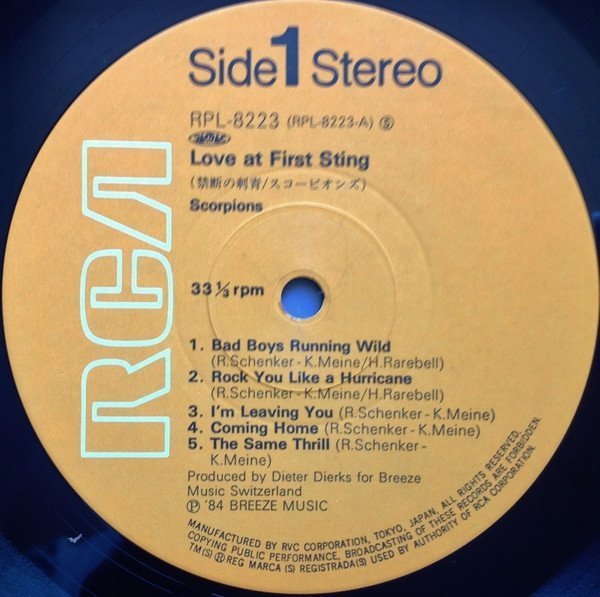 Side 1 Stereo
RPL-8223 (RPL-8223-A) Ⓢ
Love at First Sting
(禁断の刺青/スコーピオンズ)
Scorpions
RCA
33 1/3 rpm
1. Bad Boys Running Wild
(R.Schenker-K.Meine/H.Rarebell)
2. Rock You Like a Hurricane
(R.Schenker-K.Meine/H.Rarebell)
3. I'm Leaving You (R.Schenker-K.Meine)
4. Coming Home (R.Schenker-K.Meine)
5. The Same Thrill (R.Schenker-
K.Meine)
Produced by Dieter Dierks for Breeze
Music Switzerland
Ⓟ '84 BREEZE MUSIC
MANUFACTURED BY RVC CORPORATION, TOKYO, JAPAN, ALL RIGHTS RESERVED,
COPYING PUBLIC PERFORMANCE, BROADCASTING OF THESE RECORDS ARE FORBIDDEN.
TM(S) Ⓡ REG MARCA (S) REGISTRADA(S) USED BY AUTHORITY OF RCA CORPORATION.